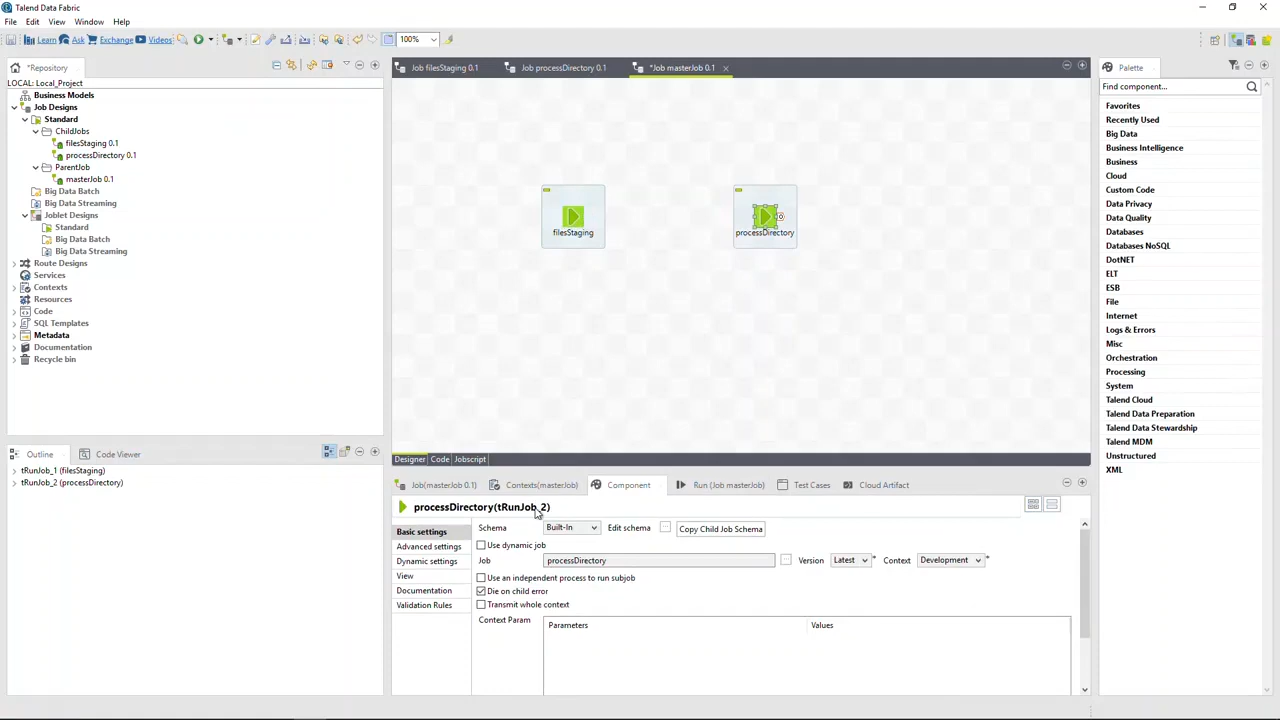 Talend Data Fabric
File Edit View Window Help
Learn Ask Exchange Videos 100%
*Repository
LOCAL: Local_Project
Business Models
Job Designs
Standard
ChildJobs
filesStaging 0.1
processDirectory 0.1
ParentJob
masterJob 0.1
Big Data Batch
Big Data Streaming
Joblet Designs
Standard
Big Data Batch
Big Data Streaming
Route Designs
Services
Contexts
Resources
Code
SQL Templates
Metadata
Documentation
Recycle bin
Outline Code Viewer
tRunJob_1 (filesStaging)
tRunJob_2 (processDirectory)
Job filesStaging 0.1 Job processDirectory 0.1 *Job masterJob 0.1
filesStaging processDirectory
Designer Code Jobscript
Job(masterJob 0.1) Contexts(masterJob) Component Run (Job masterJob) Test Cases Cloud Artifact
processDirectory(tRunJob_2)
Basic settings
Advanced settings
Dynamic settings
View
Documentation
Validation Rules
Schema Built-In Edit schema ... Copy Child Job Schema
Use dynamic job
Job processDirectory ... Version Latest * Context Development *
Use an independent process to run subjob
Die on child error
Transmit whole context
Context Param Parameters Values
Palette
Find component...
Favorites
Recently Used
Big Data
Business Intelligence
Business
Cloud
Custom Code
Data Privacy
Data Quality
Databases
Databases NoSQL
DotNET
ELT
ESB
File
Internet
Logs & Errors
Misc
Orchestration
Processing
System
Talend Cloud
Talend Data Preparation
Talend Data Stewardship
Talend MDM
Unstructured
XML